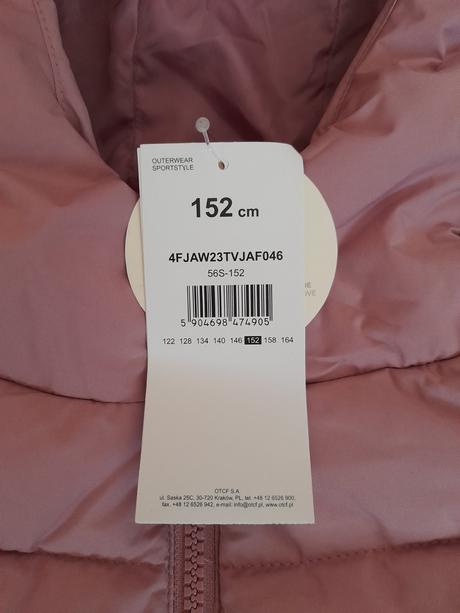 OUTERWEAR
SPORTSTYLE
152 cm
4FJAW23TVJAF046
56S-152
5 904698 474905
122 128 134 140 146 152 158 164
OTCF S.A.
ul. Saska 25C, 30-720 Kraków, PL, tel. +48 12 6526 900,
fax. +48 12 6526 942, e-mail: info@otcf.pl, www.otcf.pl